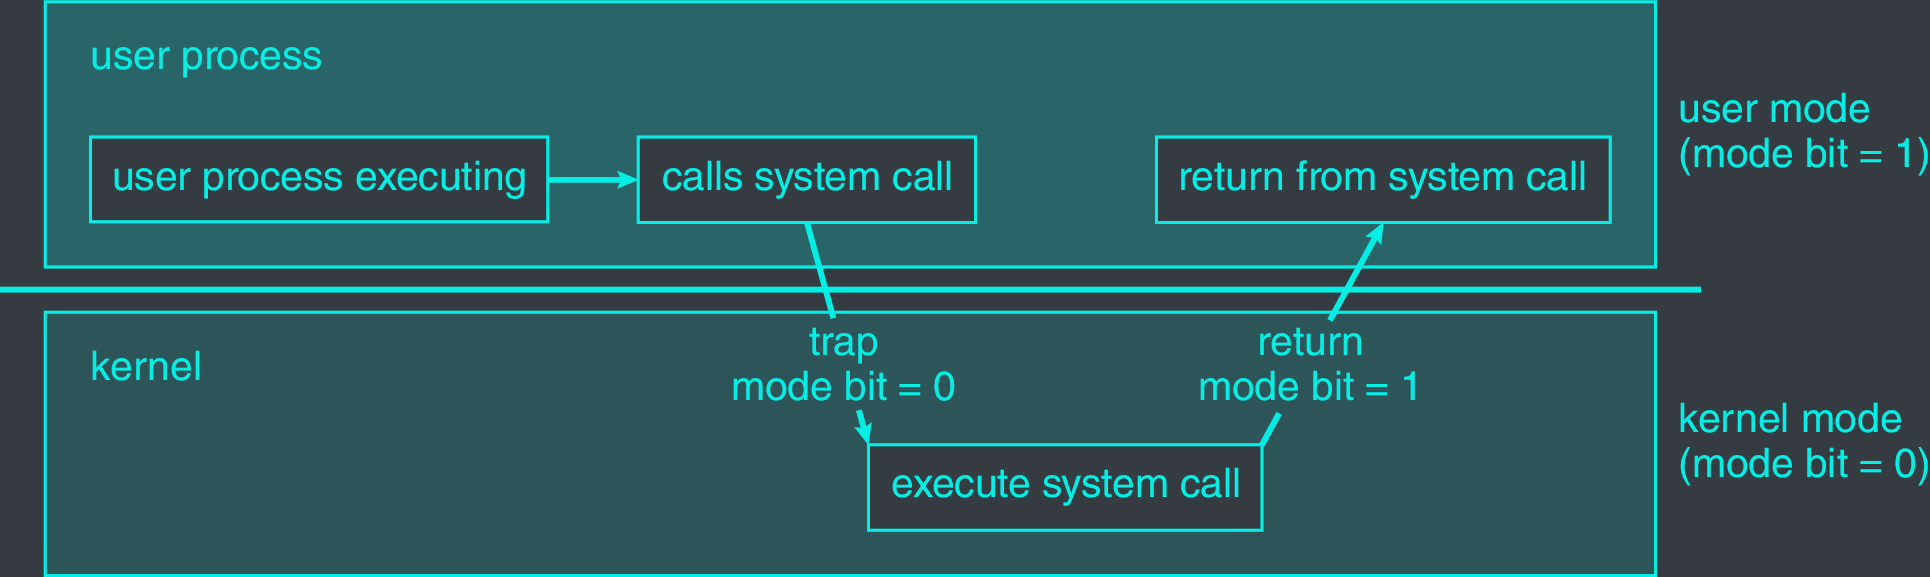 user process
user process executing
calls system call
return from system call
user mode
(mode bit = 1)
kernel
trap
mode bit = 0
return
mode bit = 1
execute system call
kernel mode
(mode bit = 0)